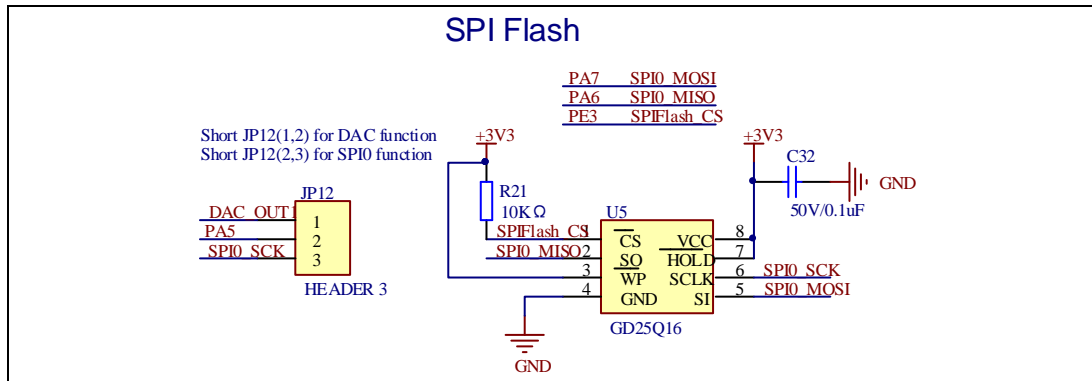 SPI Flash
PA7 SPI0_MOSI
PA6 SPI0_MISO
PE3 SPIFlash_CS
Short JP12(1,2) for DAC function
Short JP12(2,3) for SPI0 function
+3V3
+3V3
C32
GND
50V/0.1uF
JP12
DAC_OUT1
1
PA5
2
SPI0_SCK
3
HEADER 3
R21
10KΩ
U5
SPIFlash_CS 1 CS VCC 8
SPI0_MISO 2 SO HOLD 7
3 WP SCLK 6 SPI0_SCK
4 GND SI 5 SPI0_MOSI
GD25Q16
GND